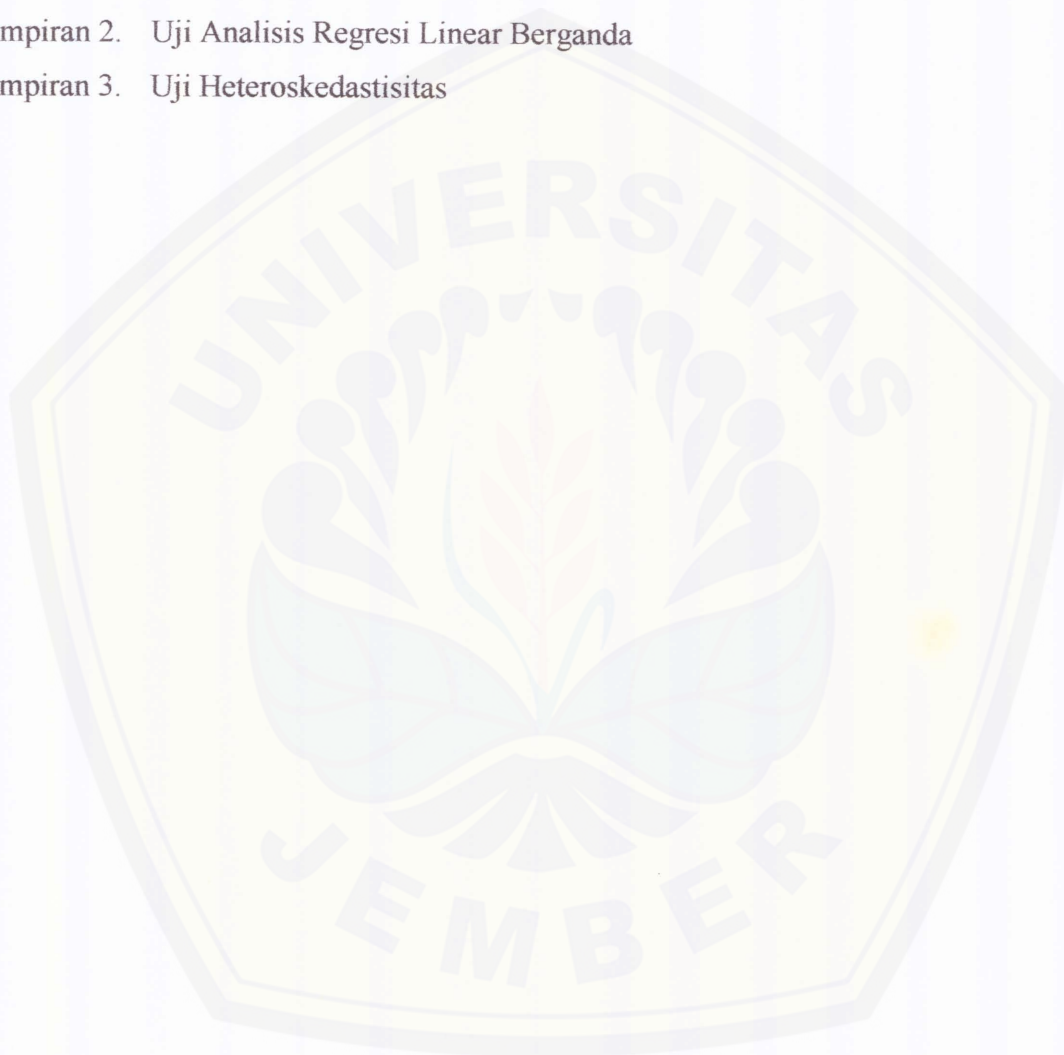 mpiran 2. Uji Analisis Regresi Linear Berganda
mpiran 3. Uji Heteroskedastisitas
UNIVERSITAS
JEMBER